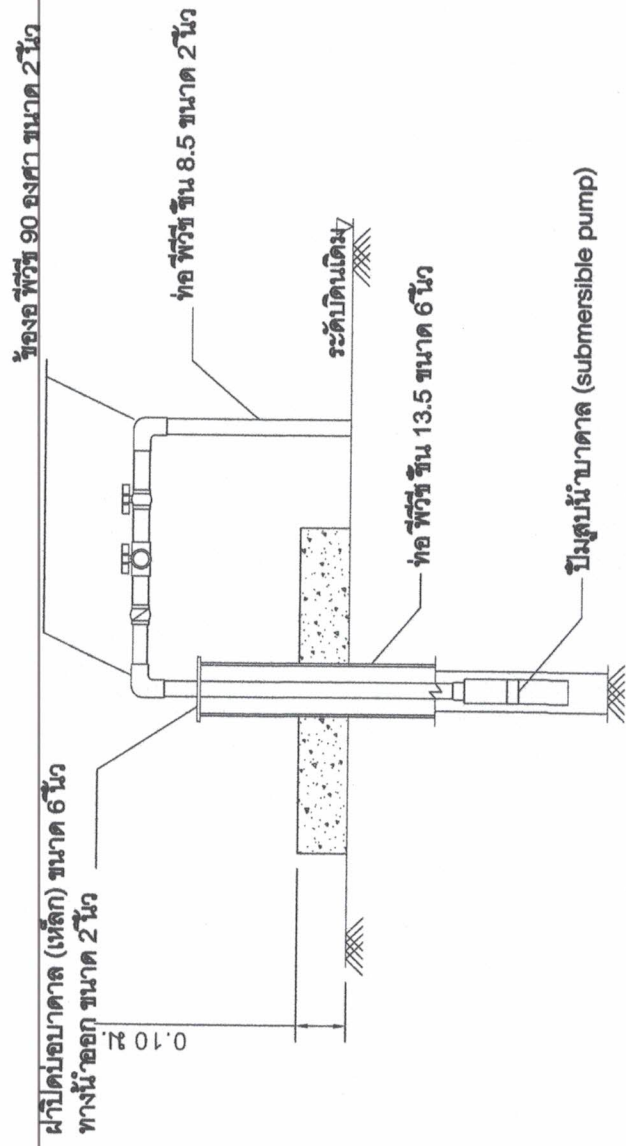 ข้องอ พีวีซี 90 องศา ขนาด 2 นิ้ว
ฝาปิดบ่อบาดาล (เหล็ก) ขนาด 6 นิ้ว
ทางน้ำออก ขนาด 2 นิ้ว
ท่อ พีวีซี ชั้น 8.5 ขนาด 2 นิ้ว
0.10 ม.
ระดับดินเดิม
ท่อ พีวีซี ชั้น 13.5 ขนาด 6 นิ้ว
ปั๊มสูบน้ำบาดาล (submersible pump)